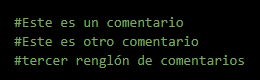 #Este es un comentario
#Este es otro comentario
#tercer renglón de comentarios